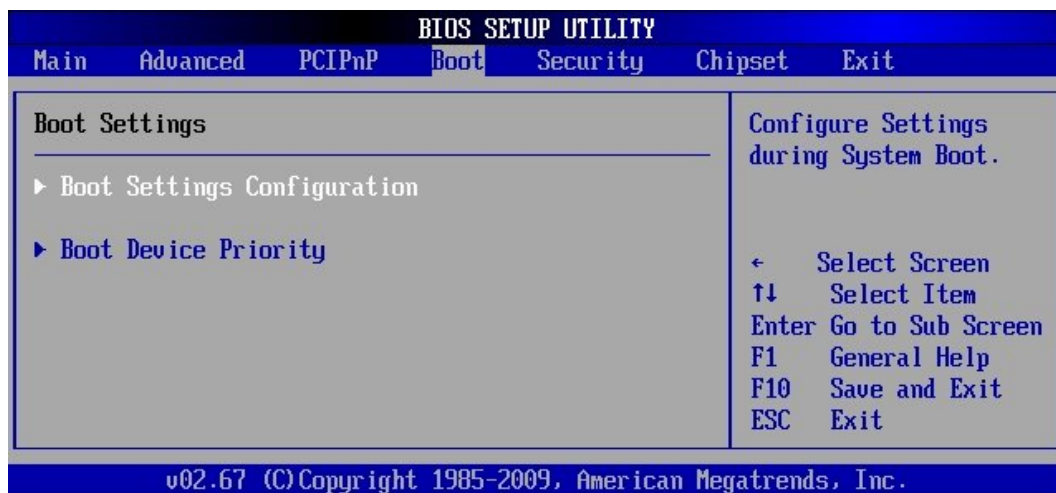 BIOS SETUP UTILITY
Main Advanced PCIPnP Boot Security Chipset Exit
Boot Settings
▶ Boot Settings Configuration
▶ Boot Device Priority
Configure Settings
during System Boot.
← Select Screen
↑↓ Select Item
Enter Go to Sub Screen
F1 General Help
F10 Save and Exit
ESC Exit
v02.67 (C)Copyright 1985-2009, American Megatrends, Inc.